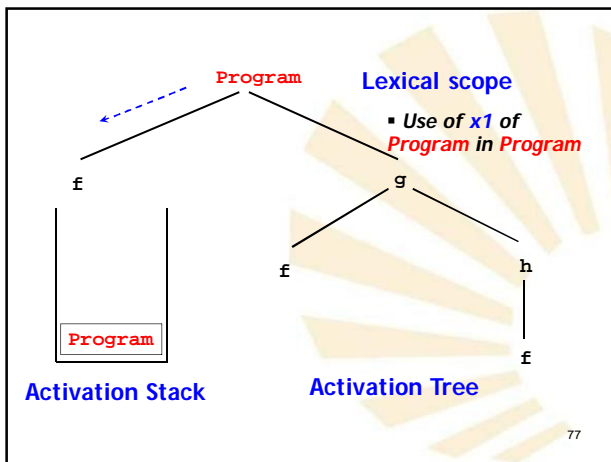 Program
Lexical scope
▪ Use of x1 of
Program in Program
f
g
f
h
Program
f
Activation Stack
Activation Tree
77